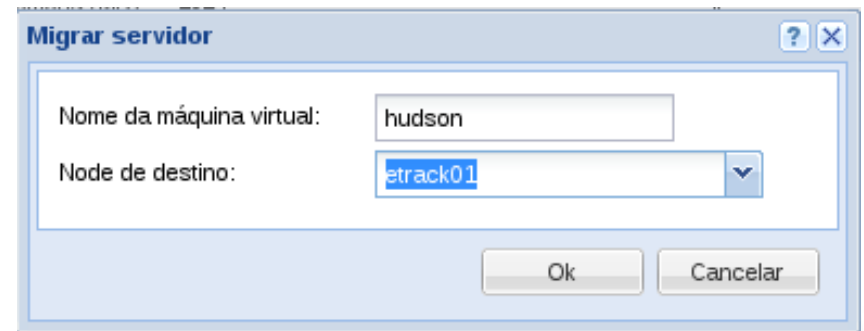 Migrar servidor
Nome da máquina virtual: hudson
Node de destino: etrack01
Ok Cancelar